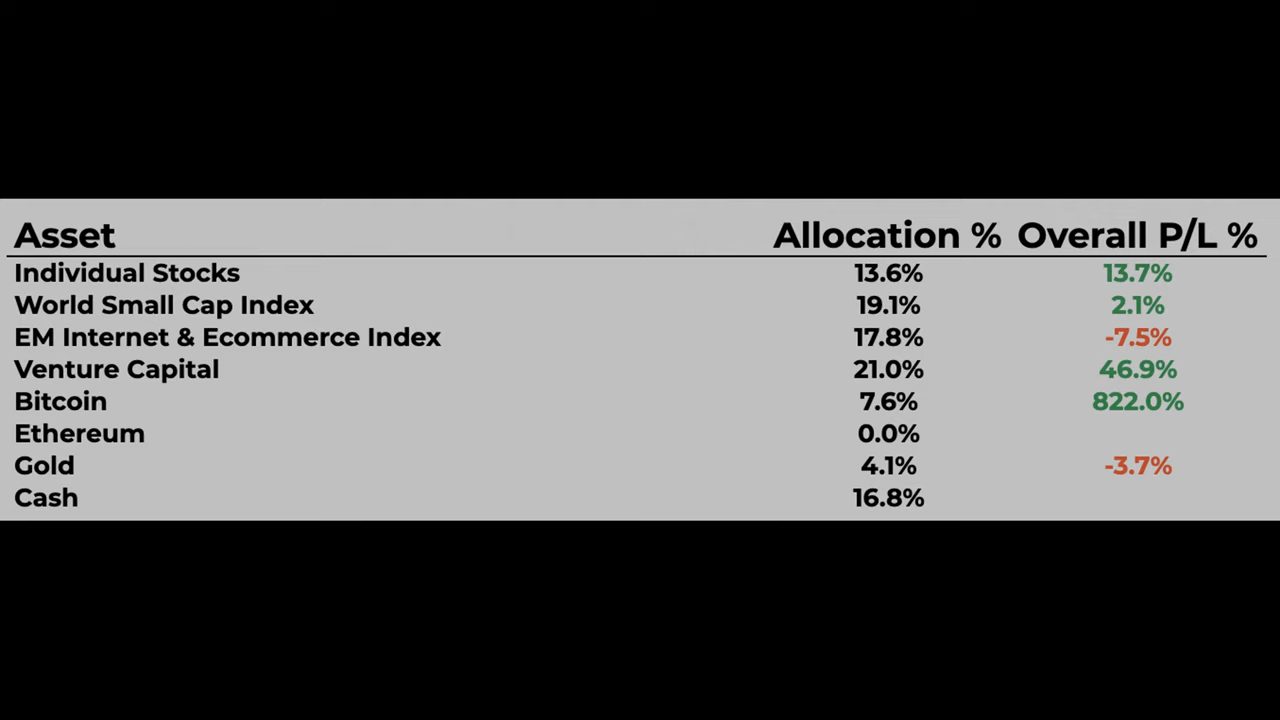 Asset Allocation % Overall P/L %
Individual Stocks 13.6% 13.7%
World Small Cap Index 19.1% 2.1%
EM Internet & Ecommerce Index 17.8% -7.5%
Venture Capital 21.0% 46.9%
Bitcoin 7.6% 822.0%
Ethereum 0.0%
Gold 4.1% -3.7%
Cash 16.8%